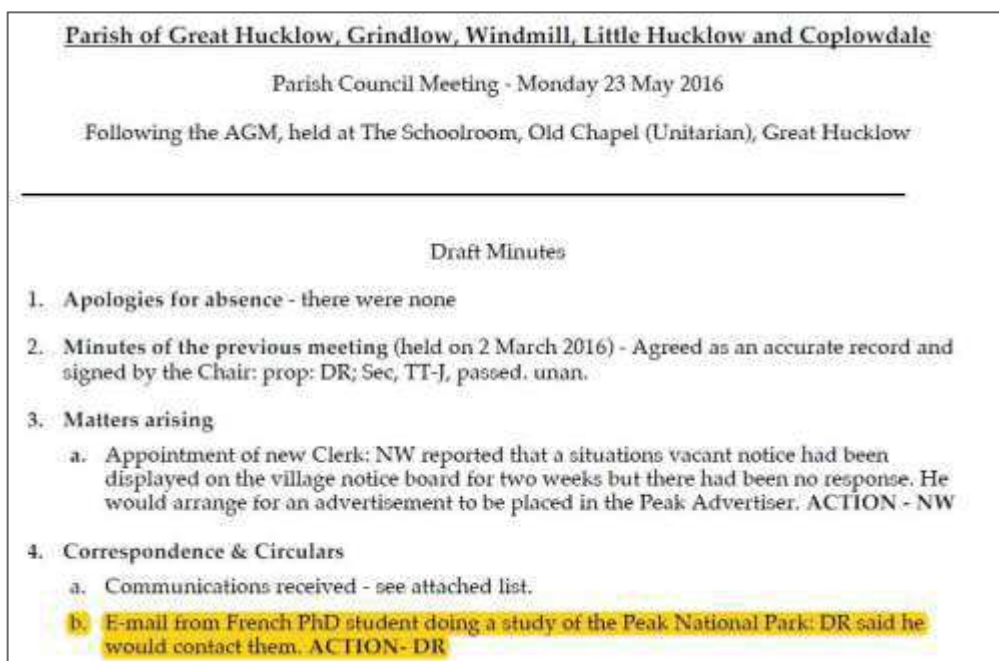 Parish of Great Hucklow, Grindlow, Windmill, Little Hucklow and Coplowdale
Parish Council Meeting - Monday 23 May 2016
Following the AGM, held at The Schoolroom, Old Chapel (Unitarian), Great Hucklow
Draft Minutes
1. Apologies for absence - there were none
2. Minutes of the previous meeting (held on 2 March 2016) - Agreed as an accurate record and
signed by the Chair: prop: DR; Sec, TT-J, passed. unan.
3. Matters arising
a. Appointment of new Clerk: NW reported that a situations vacant notice had been
displayed on the village notice board for two weeks but there had been no response. He
would arrange for an advertisement to be placed in the Peak Advertiser. ACTION - NW
4. Correspondence & Circulars
a. Communications received - see attached list.
b. E-mail from French PhD student doing a study of the Peak National Park: DR said he
would contact them. ACTION- DR